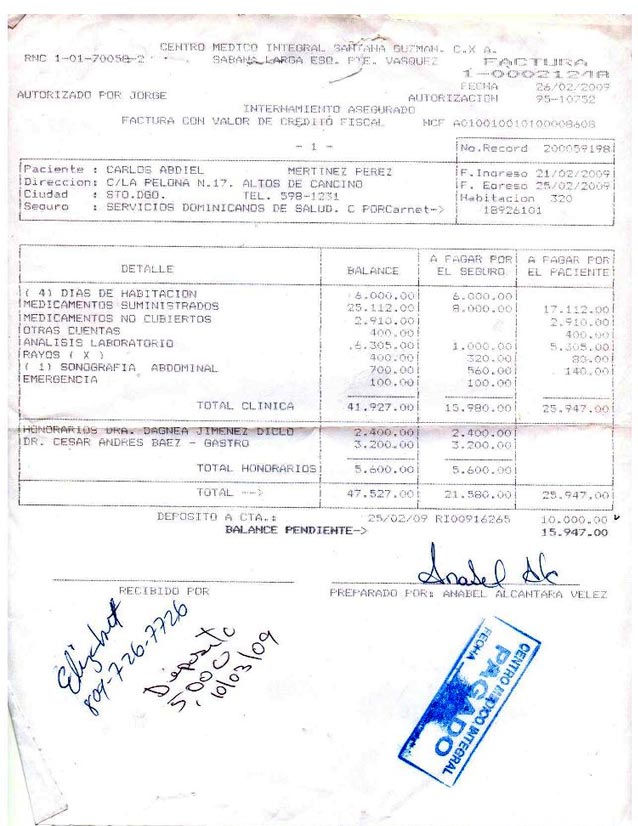 CENTRO MEDICO INTEGRAL SANTANA GUZMAN. C.X A.
RNC 1-01-70058-2 SABANA LARGA ESQ. PTE. VASQUEZ FACTURA
1-00021248
FECHA 26/02/2009
AUTORIZADO POR JORGE AUTORIZACION 95-10752
INTERNAMIENTO ASEGURADO
FACTURA CON VALOR DE CREDITO FISCAL NCF A010010010100008608
- 1 - No.Record 200059198
Paciente : CARLOS ABDIEL MERTINEZ PEREZ F.Ingreso 21/02/2009
Direccion: C/LA PELONA N.17. ALTOS DE CANCINO F. Egreso 25/02/2009
Ciudad : STO.DGO. TEL. 598-1231 Habitacion 320
Seguro : SERVICIOS DOMINICANOS DE SALUD. C PORCarnet-> 18926101
DETALLE BALANCE A PAGAR POR EL SEGURO A PAGAR POR EL PACIENTE
( 4) DIAS DE HABITACION 6.000.00 6.000.00
MEDICAMENTOS SUMINISTRADOS 25.112.00 8.000.00 17.112.00
MEDICAMENTOS NO CUBIERTOS 2.910.00 2.910.00
OTRAS CUENTAS 400.00 400.00
ANALISIS LABORATORIO 6.305.00 1.000.00 5.305.00
RAYOS ( X ) 400.00 320.00 80.00
( 1) SONOGRAFIA ABDOMINAL 700.00 560.00 140.00
EMERGENCIA 100.00 100.00
TOTAL CLINICA 41.927.00 15.980.00 25.947.00
HONORARIOS DRA. DAGNEA JIMENEZ DICLO 2.400.00 2.400.00
DR. CESAR ANDRES BAEZ - GASTRO 3.200.00 3.200.00
TOTAL HONORARIOS 5.600.00 5.600.00
TOTAL --> 47.527.00 21.580.00 25.947.00
DEPOSITO A CTA.: 25/02/09 RI00916265 10.000.00
BALANCE PENDIENTE-> 15.947.00
RECIBIDO POR PREPARADO POR: ANABEL ALCANTARA VELEZ
Elizabet
809-726-7726
Deposito
5,000
10/03/09
CENTRO MEDICO INTEGRAL
PAGADO
FECHA